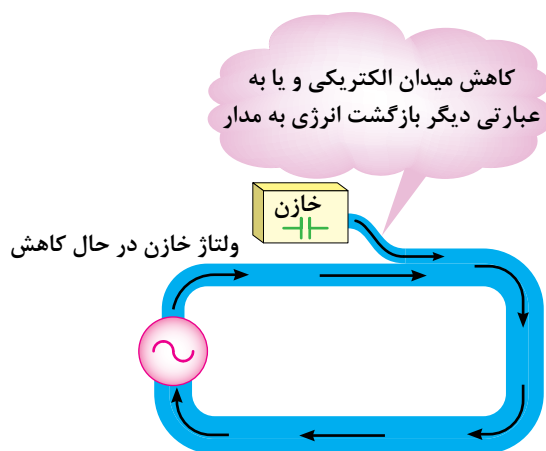 کاهش میدان الکتریکی و یا به
عبارتی دیگر بازگشت انرژی به مدار
خازن
ولتاژ خازن در حال کاهش